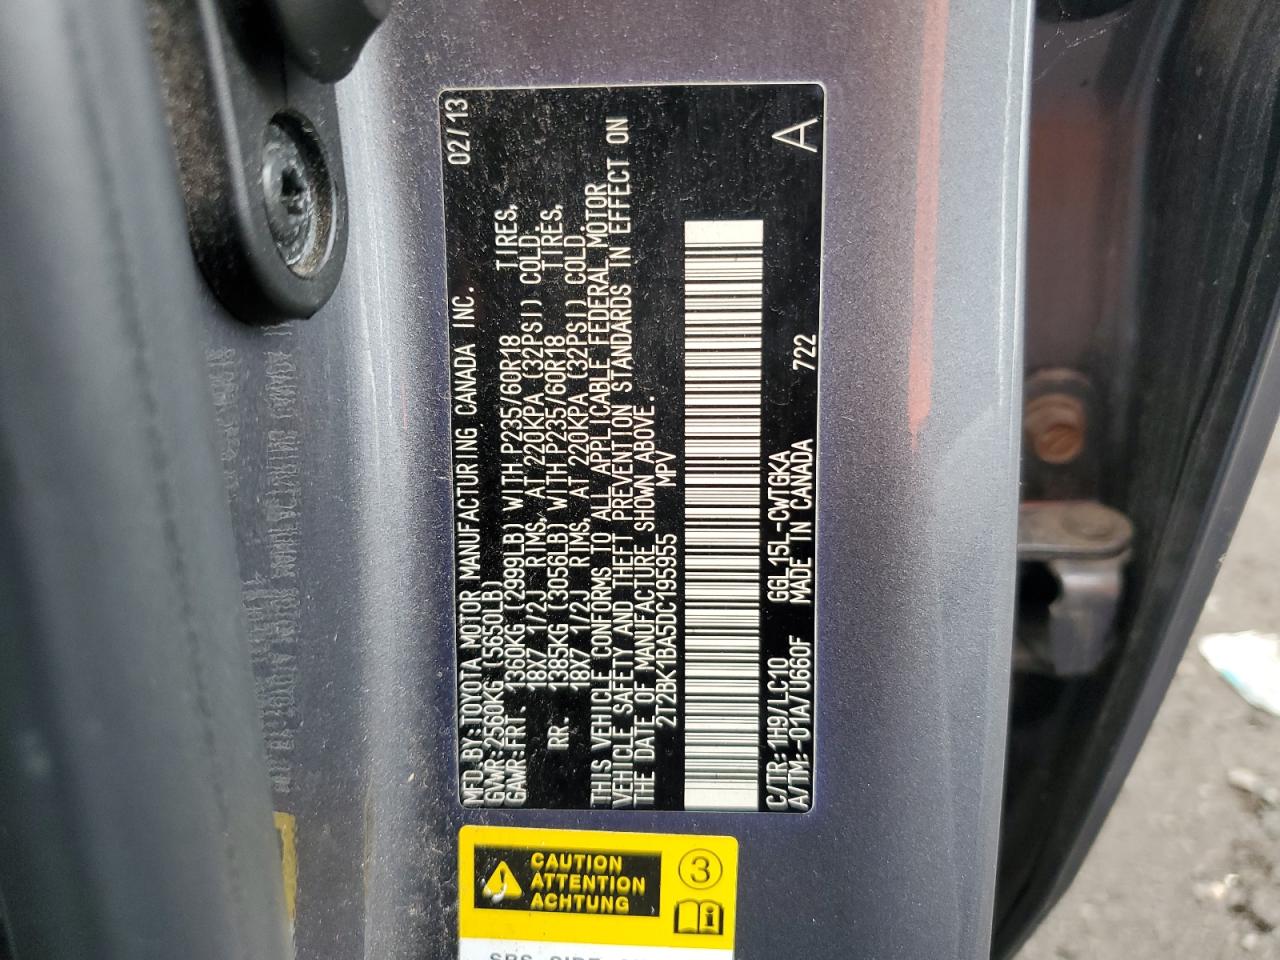 MFD.BY:TOYOTA MOTOR MANUFACTURING CANADA INC. 02/13
GVWR:2560KG(5650LB)
GAWR:FRT. 1360KG (2999LB) WITH P235/60R18 TIRES,
18X7 1/2J RIMS, AT 220KPA (32PSI) COLD.
RR. 1385KG (3056LB) WITH P235/60R18 TIRES,
18X7 1/2J RIMS, AT 220KPA (32PSI) COLD.
THIS VEHICLE CONFORMS TO ALL APPLICABLE FEDERAL MOTOR
VEHICLE SAFETY AND THEFT PREVENTION STANDARDS IN EFFECT ON
THE DATE OF MANUFACTURE SHOWN ABOVE.
2T2BK1BA5DC195955 MPV
C/TR:1H9/LC10 GGL15L-CWTGKA
A/TM:-01A/U660F MADE IN CANADA 722 A
CAUTION
ATTENTION
ACHTUNG
3
SRS SIDE